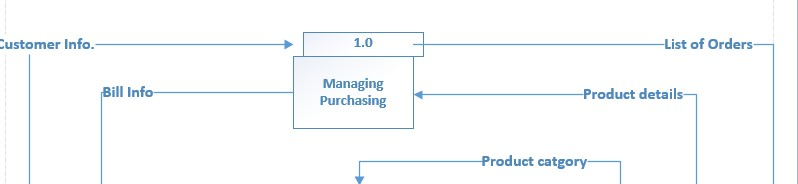 Customer Info.
1.0
List of Orders
Managing
Purchasing
Bill Info
Product details
Product catgory